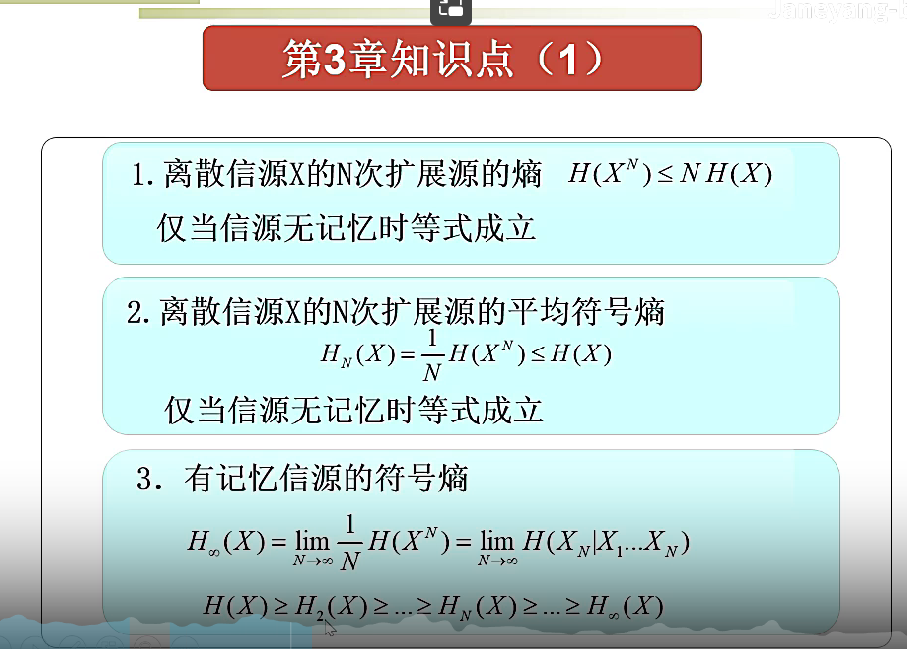 Janeyang-
第3章知识点（1）
1.离散信源X的N次扩展源的熵 H(X^N)≤NH(X)
仅当信源无记忆时等式成立
2.离散信源X的N次扩展源的平均符号熵
H_N(X)=1/N H(X^N)≤H(X)
仅当信源无记忆时等式成立
3. 有记忆信源的符号熵
H_∞(X)=lim_{N→∞} 1/N H(X^N)=lim_{N→∞} H(X_N|X_1...X_N)
H(X)≥H_2(X)≥...≥H_N(X)≥...≥H_∞(X)